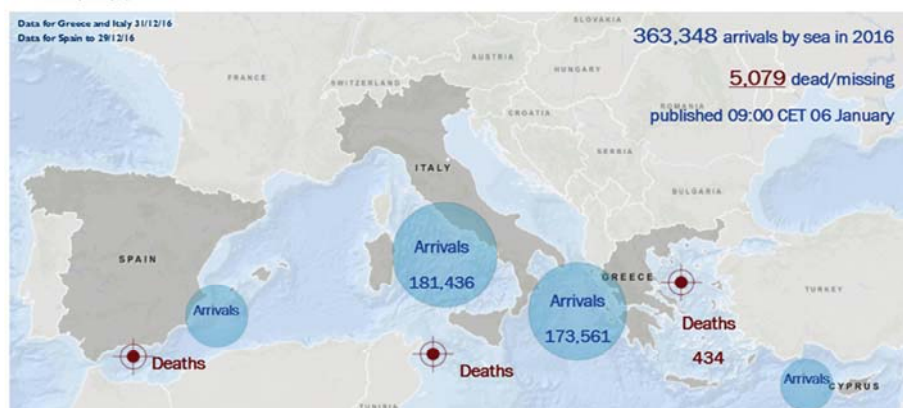 Data for Greece and Italy 31/12/16
Data for Spain to 29/12/16
363,348 arrivals by sea in 2016
5,079 dead/missing
published 09:00 CET 06 January
SLOVAKIA
AUSTRIA
FRANCE
SWITZERLAND
HUNGARY
ROMANIA
CROATIA
SERBIA
ITALY
BULGARIA
SPAIN
Arrivals
181,436
GREECE
TURKEY
Arrivals
Arrivals
173,561
Deaths
434
Deaths
Deaths
Arrivals
CYPRUS
TUNISIA